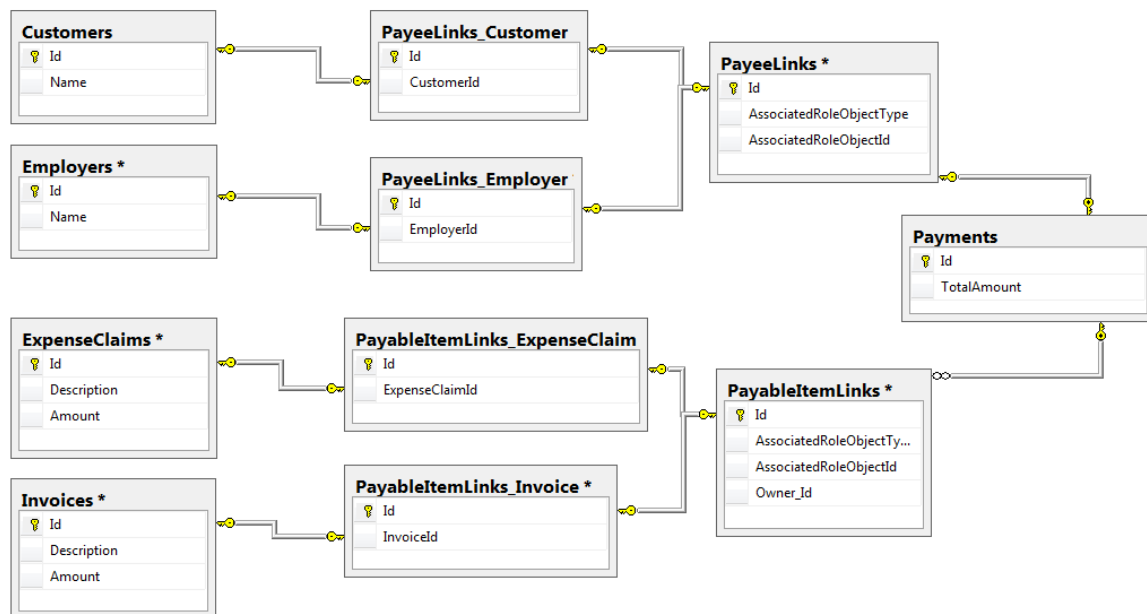 Customers
Id
Name
PayeeLinks_Customer
Id
CustomerId
PayeeLinks *
Id
AssociatedRoleObjectType
AssociatedRoleObjectId
Employers *
Id
Name
PayeeLinks_Employer
Id
EmployerId
Payments
Id
TotalAmount
ExpenseClaims *
Id
Description
Amount
PayableItemLinks_ExpenseClaim
Id
ExpenseClaimId
PayableItemLinks *
Id
AssociatedRoleObjectTy...
AssociatedRoleObjectId
Owner_Id
Invoices *
Id
Description
Amount
PayableItemLinks_Invoice *
Id
InvoiceId